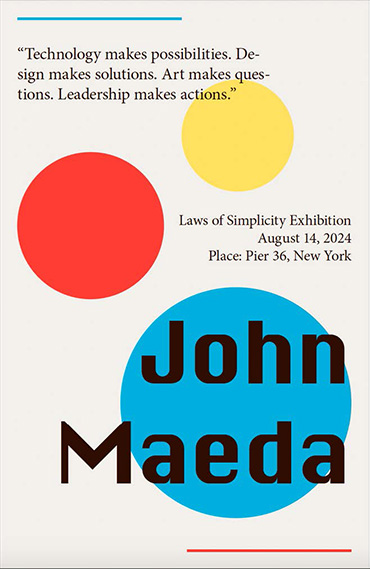 “Technology makes possibilities. De-
sign makes solutions. Art makes ques-
tions. Leadership makes actions.”
Laws of Simplicity Exhibition
August 14, 2024
Place: Pier 36, New York
John
Maeda